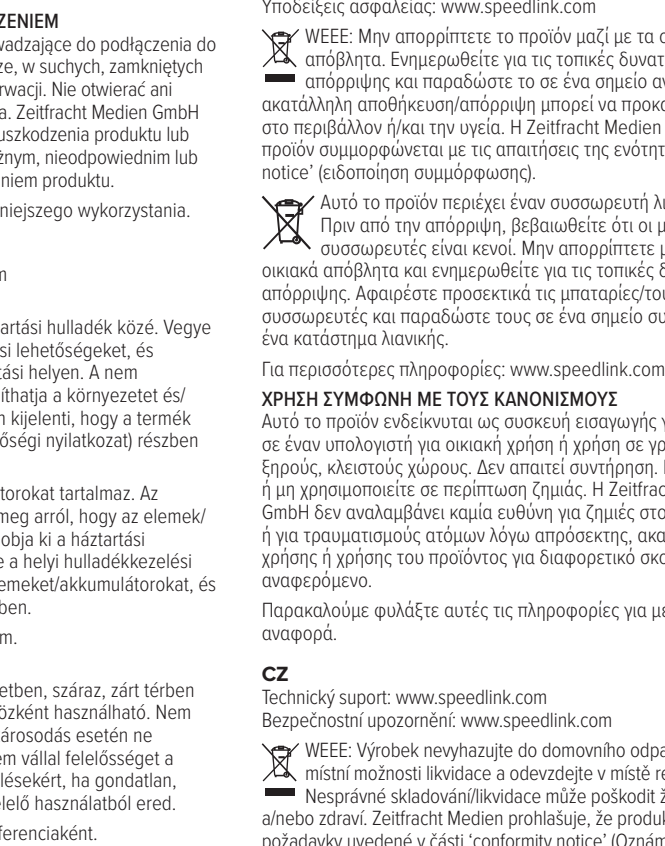 ZENIEM
wadzające do podłączenia do
ze, w suchych, zamkniętych
rwacji. Nie otwierać ani
a. Zeitfracht Medien GmbH
uszkodzenia produktu lub
żnym, nieodpowiednim lub
niem produktu.
niejszego wykorzystania.
m
artási hulladék közé. Vegye
si lehetőségeket, és
tási helyen. A nem
síthatja a környezetet és/
n kijelenti, hogy a termék
őségi nyilatkozat) részben
torokat tartalmaz. Az
meg arról, hogy az elemek/
obja ki a háztartási
e a helyi hulladékkezelési
emeket/akkumulátorokat, és
ben.
m.
etben, száraz, zárt térben
özként használható. Nem
károsodás esetén ne
em vállal felelősséget a
lésekért, ha gondatlan,
elelő használatból ered.
ferenciaként.
Υποδείξεις ασφαλείας: www.speedlink.com
WEEE: Μην απορρίπτετε το προϊόν μαζί με τα ο
απόβλητα. Ενημερωθείτε για τις τοπικές δυνατ
απόρριψης και παραδώστε το σε ένα σημείο αν
ακατάλληλη αποθήκευση/απόρριψη μπορεί να προκα
στο περιβάλλον ή/και την υγεία. Η Zeitfracht Medien
προϊόν συμμορφώνεται με τις απαιτήσεις της ενότητ
notice’ (ειδοποίηση συμμόρφωσης).
Αυτό το προϊόν περιέχει έναν συσσωρευτή λι
Πριν από την απόρριψη, βεβαιωθείτε ότι οι μ
συσσωρευτές είναι κενοί. Μην απορρίπτετε μ
οικιακά απόβλητα και ενημερωθείτε για τις τοπικές δ
απόρριψης. Αφαιρέστε προσεκτικά τις μπαταρίες/του
συσσωρευτές και παραδώστε τους σε ένα σημείο συ
ένα κατάστημα λιανικής.
Για περισσότερες πληροφορίες: www.speedlink.com
ΧΡΗΣΗ ΣΥΜΦΩΝΗ ΜΕ ΤΟΥΣ ΚΑΝΟΝΙΣΜΟΥΣ
Αυτό το προϊόν ενδείκνυται ως συσκευή εισαγωγής γ
σε έναν υπολογιστή για οικιακή χρήση ή χρήση σε γρ
ξηρούς, κλειστούς χώρους. Δεν απαιτεί συντήρηση.
ή μη χρησιμοποιείτε σε περίπτωση ζημιάς. Η Zeitfrac
GmbH δεν αναλαμβάνει καμία ευθύνη για ζημιές στο
ή για τραυματισμούς ατόμων λόγω απρόσεκτης, ακα
χρήσης ή χρήσης του προϊόντος για διαφορετικό σκο
αναφερόμενο.
Παρακαλούμε φυλάξτε αυτές τις πληροφορίες για με
αναφορά.
CZ
Technický suport: www.speedlink.com
Bezpečnostní upozornění: www.speedlink.com
WEEE: Výrobek nevyhazujte do domovního odpa
místní možnosti likvidace a odevzdejte v místě re
Nesprávné skladování/likvidace může poškodit ž
a/nebo zdraví. Zeitfracht Medien prohlašuje, že produk
požadavky uvedené v části ‘conformity notice’ (Oznám